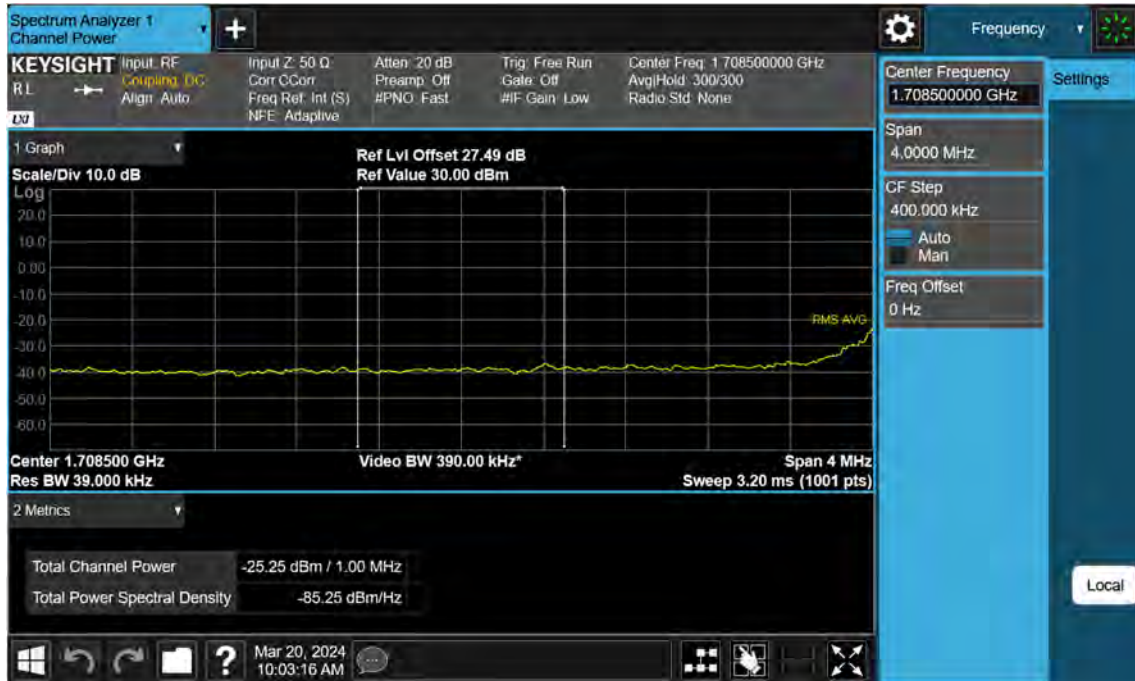 Spectrum Analyzer 1
Channel Power
+
Frequency
KEYSIGHT
RL
LXI
Input: RF
Coupling: DC
Align: Auto
Input Z: 50 Ω
Corr CCorr
Freq Ref: Int (S)
NFE: Adaptive
Atten: 20 dB
Preamp: Off
#PNO: Fast
Trig: Free Run
Gate: Off
#IF Gain: Low
Center Freq: 1.708500000 GHz
Avg|Hold: 300/300
Radio Std: None
1 Graph
Scale/Div 10.0 dB
Ref Lvl Offset 27.49 dB
Ref Value 30.00 dBm
Log
20.0
10.0
0.00
-10.0
-20.0
-30.0
-40.0
-50.0
-60.0
RMS AVG
Center 1.708500 GHz
Video BW 390.00 kHz*
Span 4 MHz
Res BW 39.000 kHz
Sweep 3.20 ms (1001 pts)
2 Metrics
Total Channel Power -25.25 dBm / 1.00 MHz
Total Power Spectral Density -85.25 dBm/Hz
?
Mar 20, 2024
10:03:16 AM
Center Frequency
1.708500000 GHz
Span
4.0000 MHz
CF Step
400.000 kHz
Auto
Man
Freq Offset
0 Hz
Settings
Local